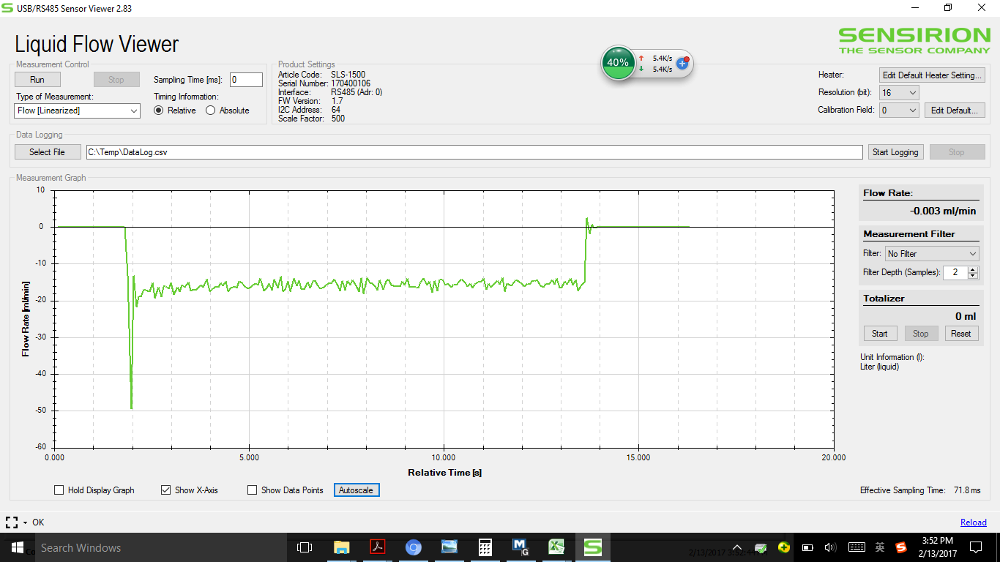 USB/RS485 Sensor Viewer 2.83
Liquid Flow Viewer
SENSIRION
THE SENSOR COMPANY
40%
5.4K/s
5.4K/s
Measurement Control
Run
Stop
Sampling Time [ms]:
0
Type of Measurement:
Flow [Linearized]
Timing Information:
Relative
Absolute
Product Settings
Article Code: SLS-1500
Serial Number: 170400106
Interface: RS485 (Adr: 0)
FW Version: 1.7
I2C Address: 64
Scale Factor: 500
Heater: Edit Default Heater Setting...
Resolution (bit): 16
Calibration Field: 0 Edit Default...
Data Logging
Select File
C:\Temp\DataLog.csv
Start Logging
Stop
Measurement Graph
Flow Rate [ml/min]
10
0
-10
-20
-30
-40
-50
-60
0.000 5.000 10.000 15.000 20.000
Relative Time [s]
Hold Display Graph
Show X-Axis
Show Data Points
Autoscale
Flow Rate:
-0.003 ml/min
Measurement Filter
Filter: No Filter
Filter Depth (Samples): 2
Totalizer
0 ml
Start Stop Reset
Unit Information (l):
Liter (liquid)
Effective Sampling Time: 71.8 ms
OK
Reload
Search Windows
英
3:52 PM
2/13/2017